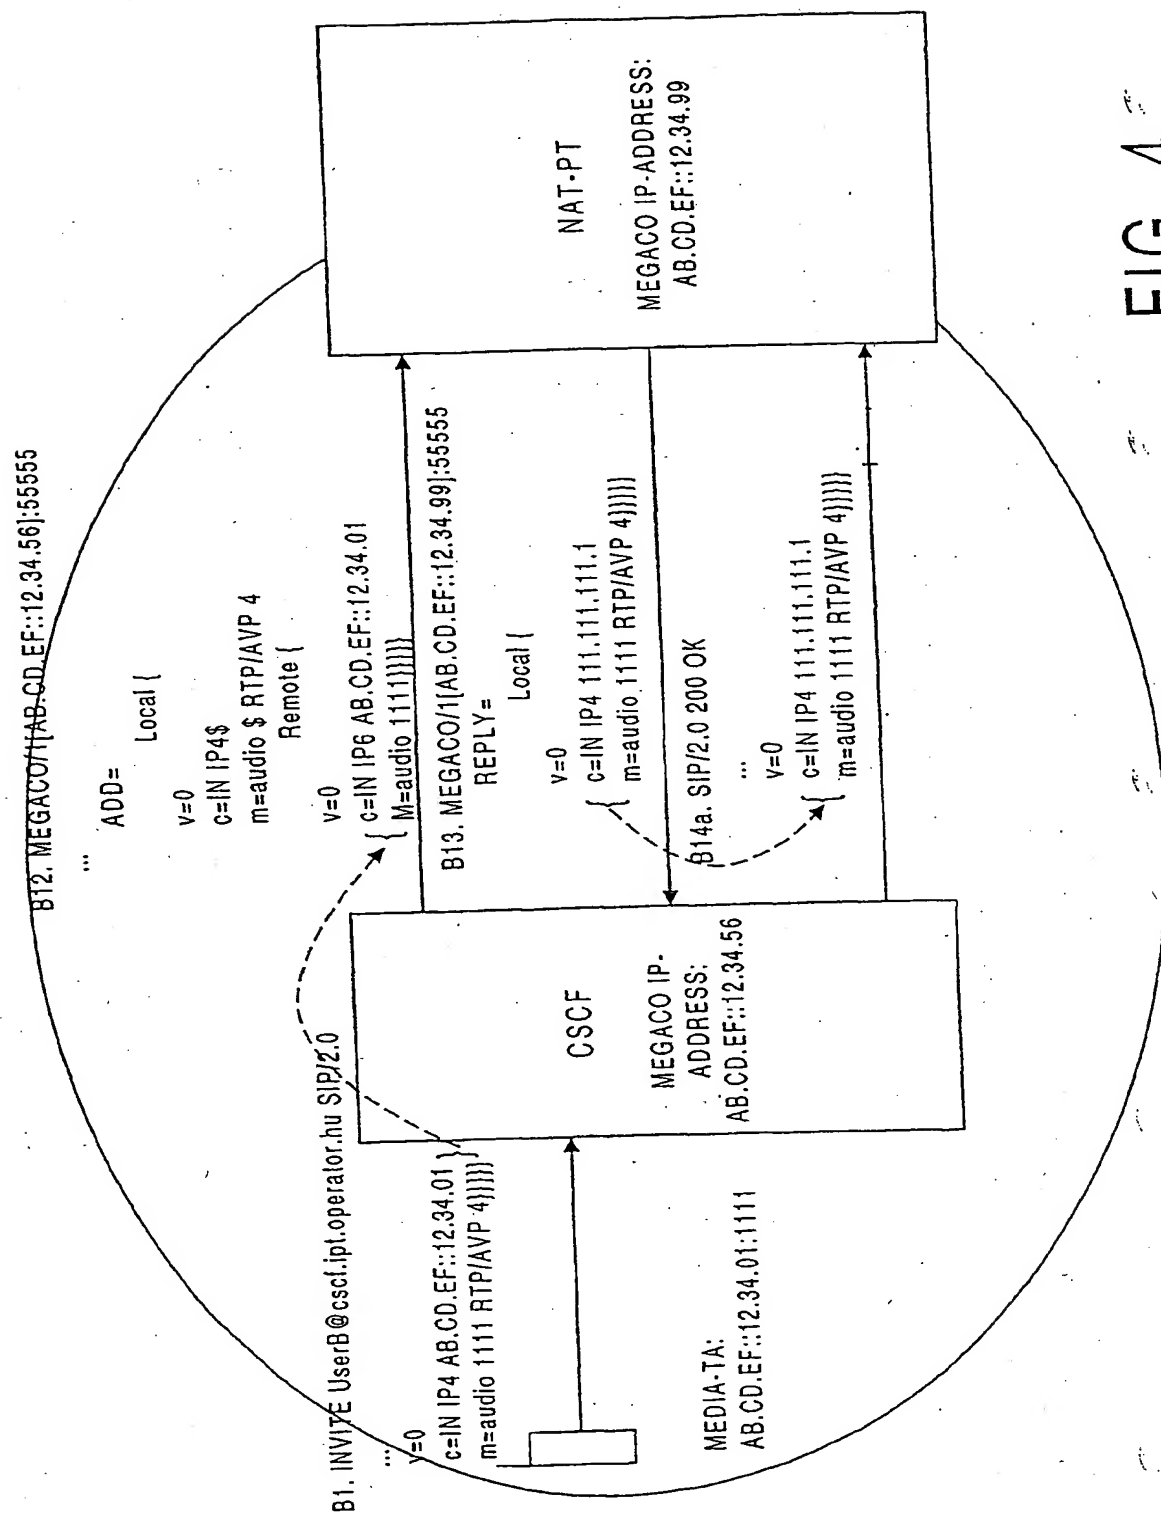 B12. MEGACO/1[AB.CD.EF::12.34.56]:55555
...
ADD=
Local {
v=0
c=IN IP4$
m=audio $ RTP/AVP 4
Remote {
v=0
c=IN IP6 AB.CD.EF::12.34.01
M=audio 1111}}}}}}
B13. MEGACO/1[AB.CD.EF::12.34.99]:55555
REPLY=
Local {
v=0
c=IN IP4 111.111.111.1
m=audio 1111 RTP/AVP 4}}}}}
B14a. SIP/2.0 200 OK
...
v=0
c=IN IP4 111.111.111.1
m=audio 1111 RTP/AVP 4}}}}}
B1. INVITE UserB@cscf.ipt.operator.hu SIP/2.0
...
v=0
c=IN IP4 AB.CD.EF::12.34.01
m=audio 1111 RTP/AVP 4}}}}}
CSCF
MEGACO IP-
ADDRESS:
AB.CD.EF::12.34.56
NAT-PT
MEGACO IP-ADDRESS:
AB.CD.EF::12.34.99
MEDIA-TA:
AB.CD.EF::12.34.01:1111
FIG. 4